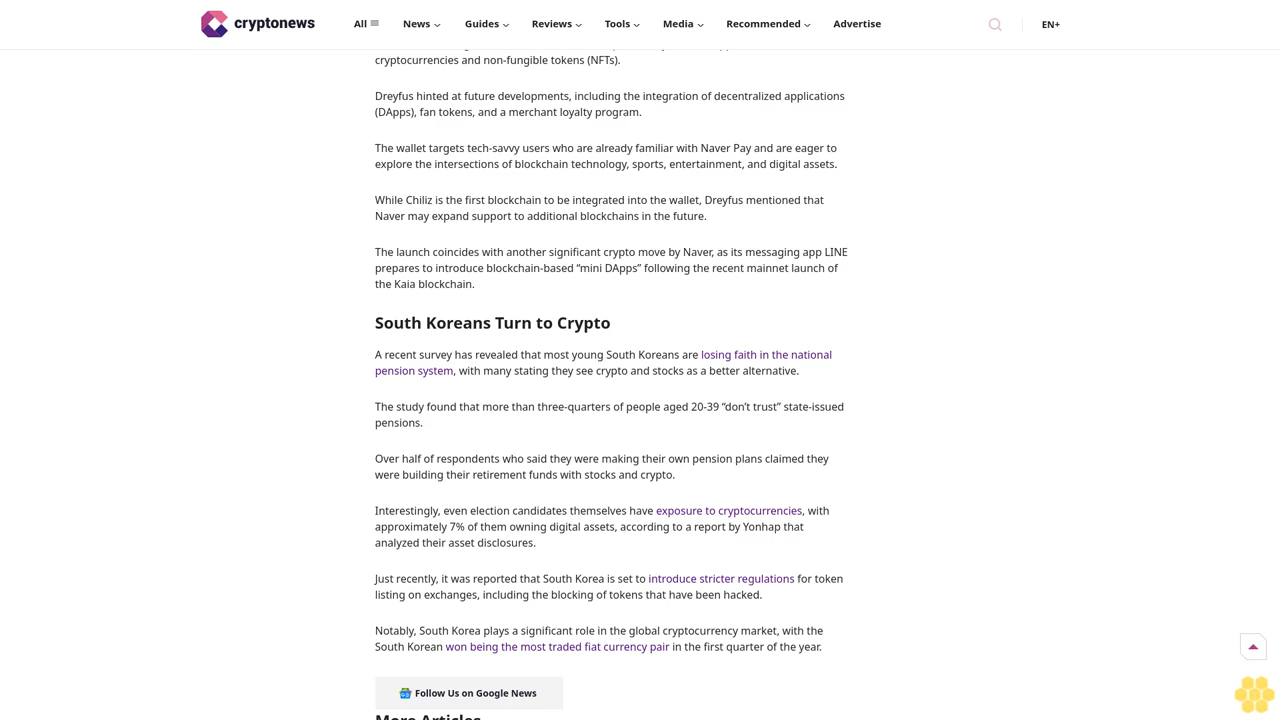 cryptonews
All
News
Guides
Reviews
Tools
Media
Recommended
Advertise
EN+
cryptocurrencies and non-fungible tokens (NFTs).
Dreyfus hinted at future developments, including the integration of decentralized applications
(DApps), fan tokens, and a merchant loyalty program.
The wallet targets tech-savvy users who are already familiar with Naver Pay and are eager to
explore the intersections of blockchain technology, sports, entertainment, and digital assets.
While Chiliz is the first blockchain to be integrated into the wallet, Dreyfus mentioned that
Naver may expand support to additional blockchains in the future.
The launch coincides with another significant crypto move by Naver, as its messaging app LINE
prepares to introduce blockchain-based “mini DApps” following the recent mainnet launch of
the Kaia blockchain.
South Koreans Turn to Crypto
A recent survey has revealed that most young South Koreans are losing faith in the national
pension system, with many stating they see crypto and stocks as a better alternative.
The study found that more than three-quarters of people aged 20-39 “don’t trust” state-issued
pensions.
Over half of respondents who said they were making their own pension plans claimed they
were building their retirement funds with stocks and crypto.
Interestingly, even election candidates themselves have exposure to cryptocurrencies, with
approximately 7% of them owning digital assets, according to a report by Yonhap that
analyzed their asset disclosures.
Just recently, it was reported that South Korea is set to introduce stricter regulations for token
listing on exchanges, including the blocking of tokens that have been hacked.
Notably, South Korea plays a significant role in the global cryptocurrency market, with the
South Korean won being the most traded fiat currency pair in the first quarter of the year.
Follow Us on Google News
More Articles